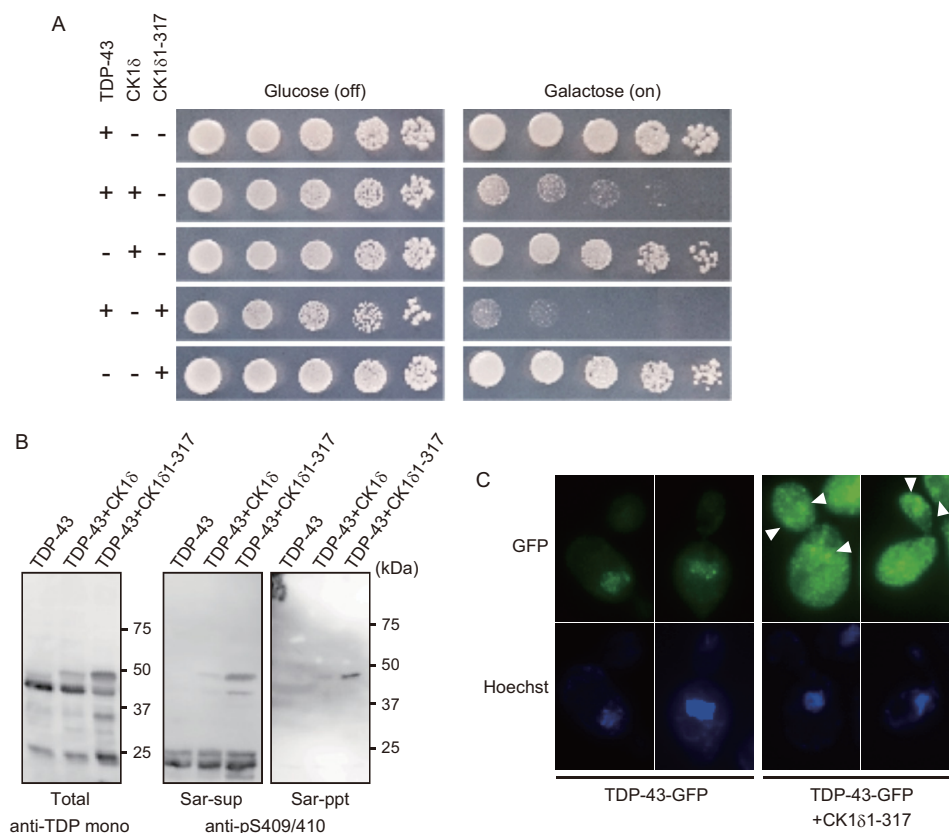 A
TDP-43
CK1δ
CK1δ1-317
Glucose (off)
Galactose (on)
+ - -
+ + -
- + -
+ - +
- - +
B
TDP-43
TDP-43+CK1δ
TDP-43+CK1δ1-317
TDP-43
TDP-43+CK1δ
TDP-43+CK1δ1-317
TDP-43
TDP-43+CK1δ
TDP-43+CK1δ1-317
(kDa)
75
50
37
25
75
50
37
25
Total
Sar-sup
Sar-ppt
anti-TDP mono
anti-pS409/410
C
GFP
Hoechst
TDP-43-GFP
TDP-43-GFP
+CK1δ1-317